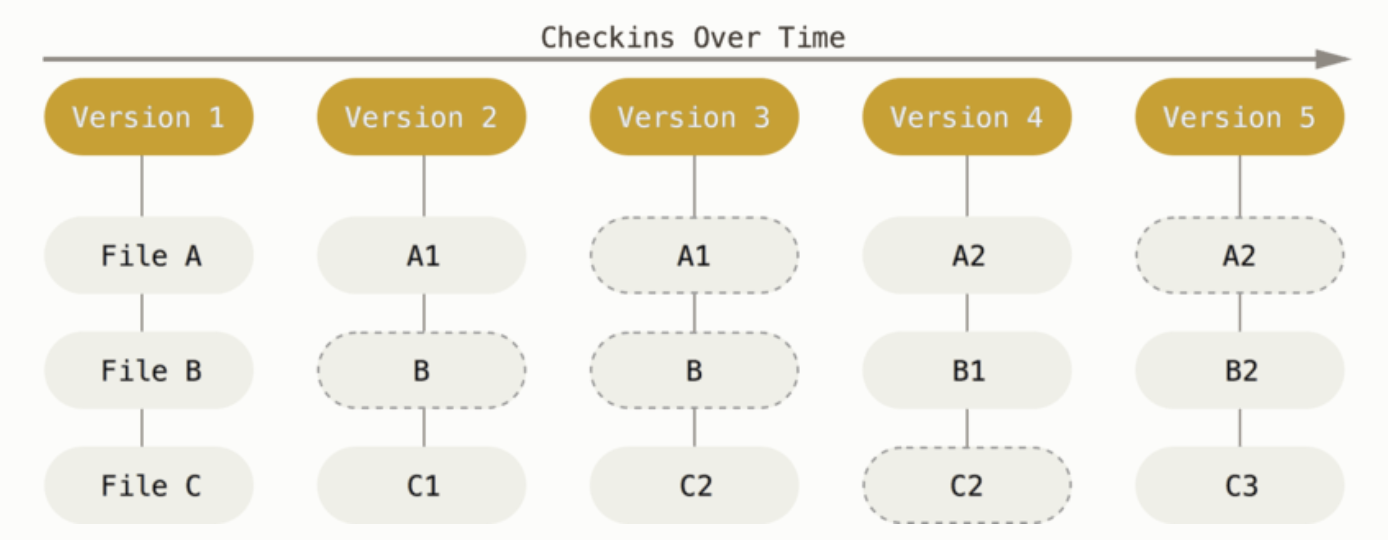 Checkins Over Time
Version 1 Version 2 Version 3 Version 4 Version 5
File A A1 A1 A2 A2
File B B B B1 B2
File C C1 C2 C2 C3